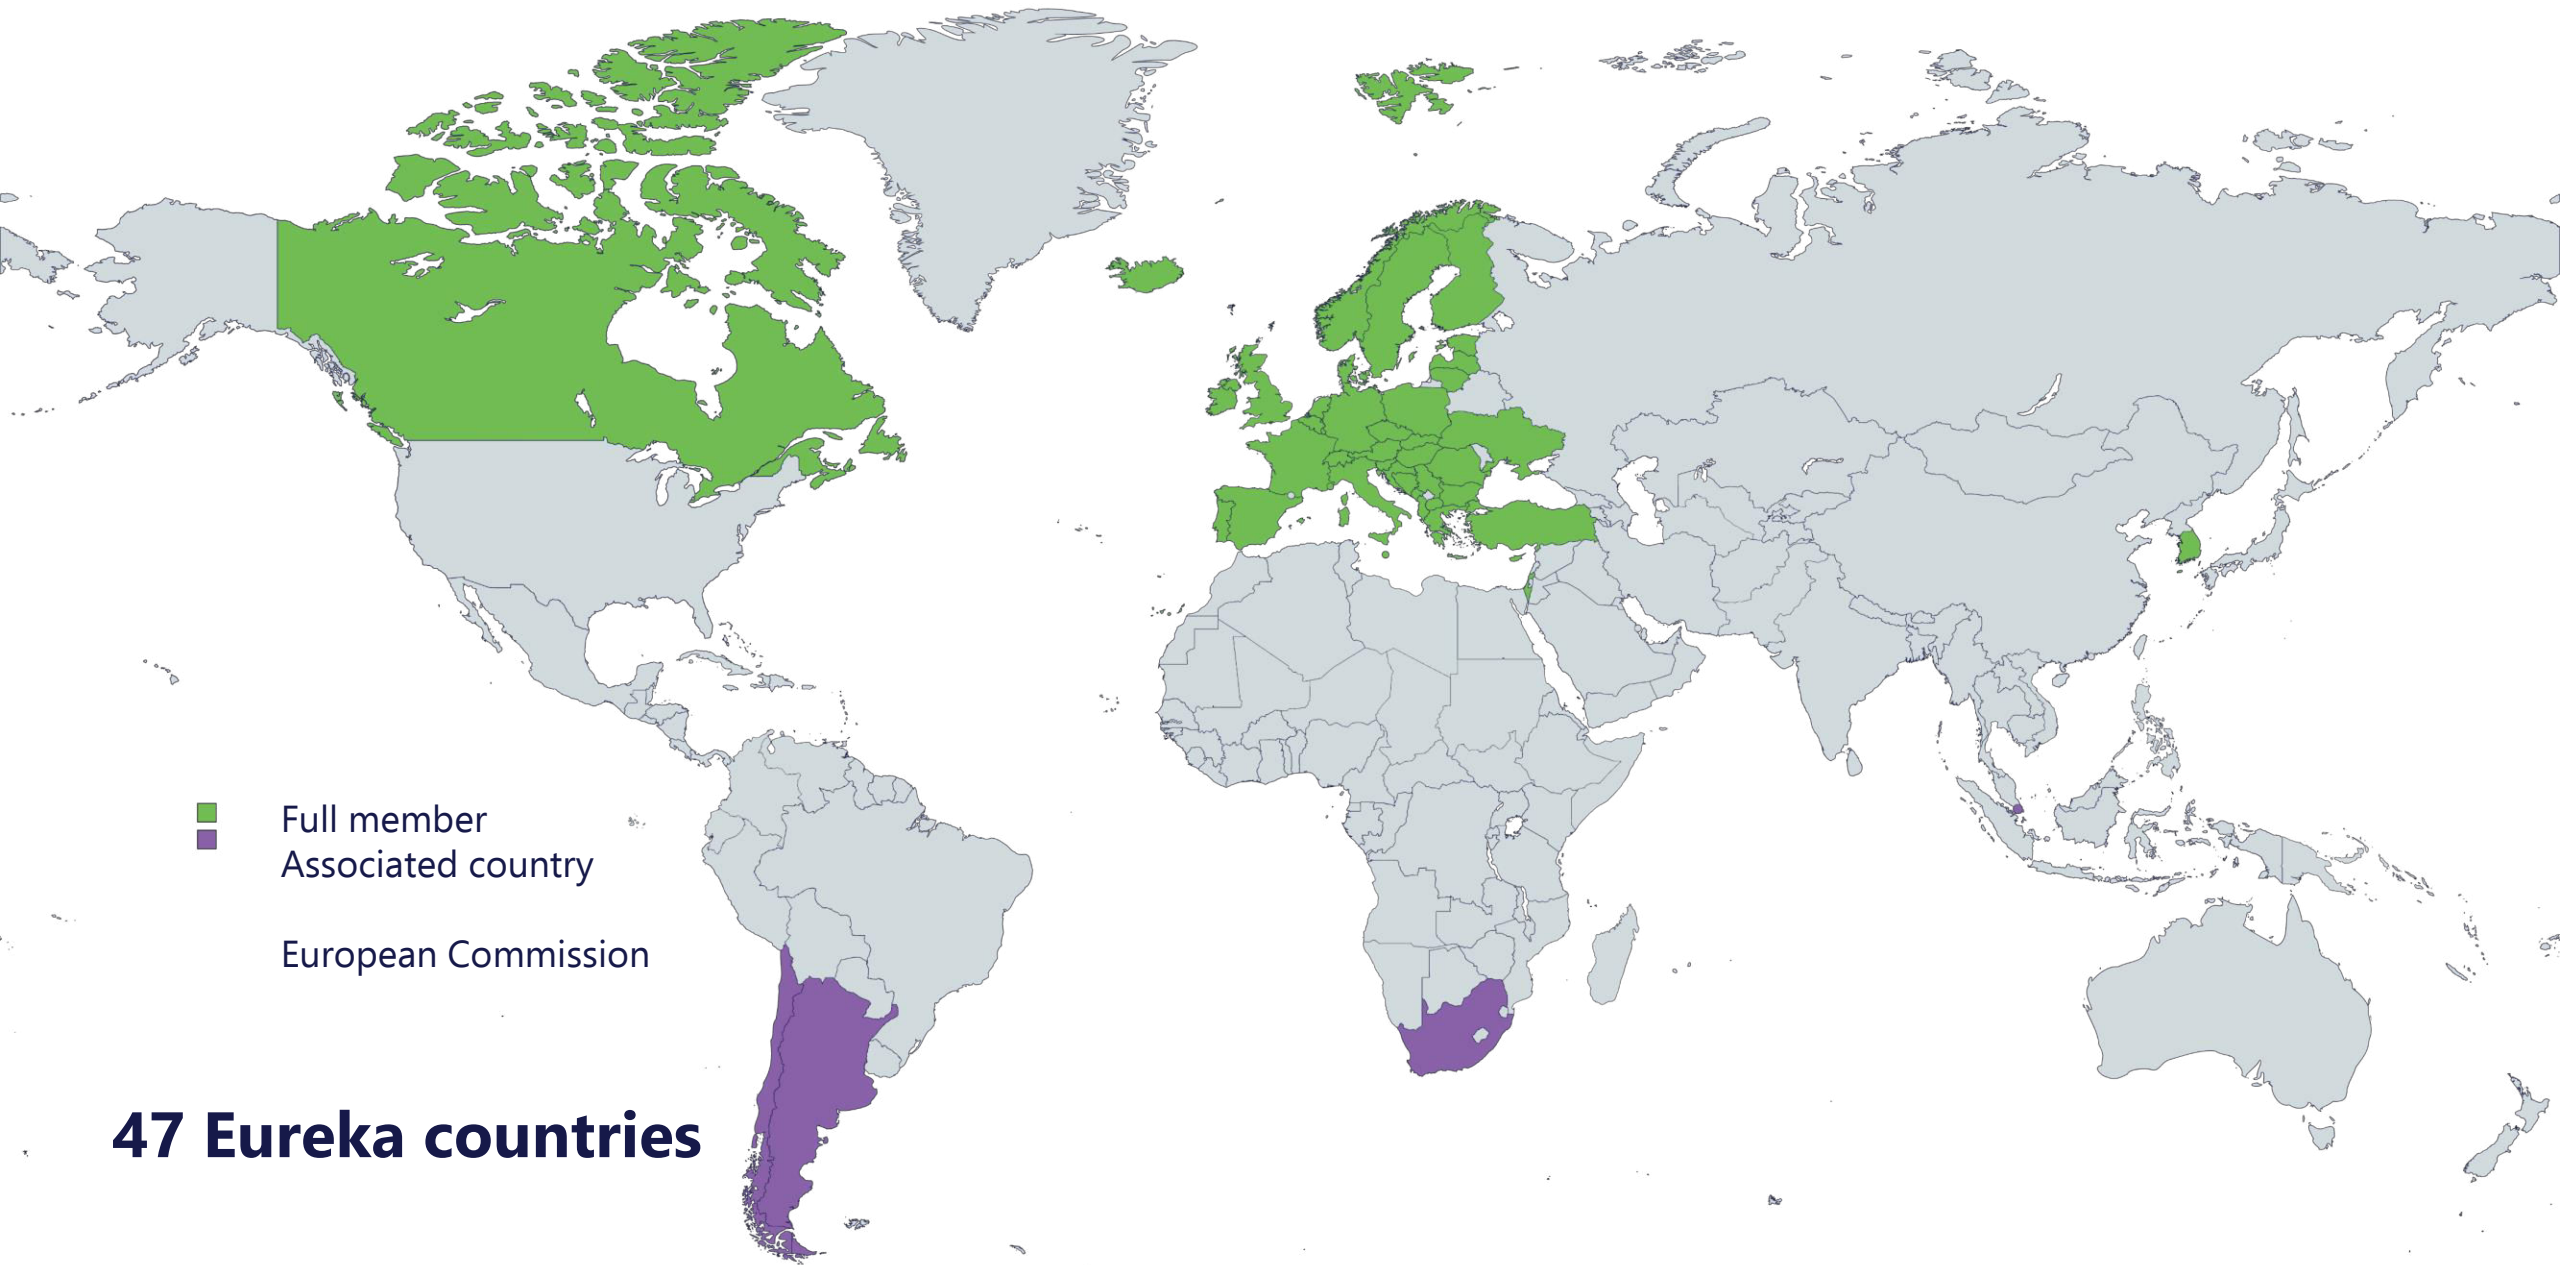 Full member
Associated country
European Commission
47 Eureka countries